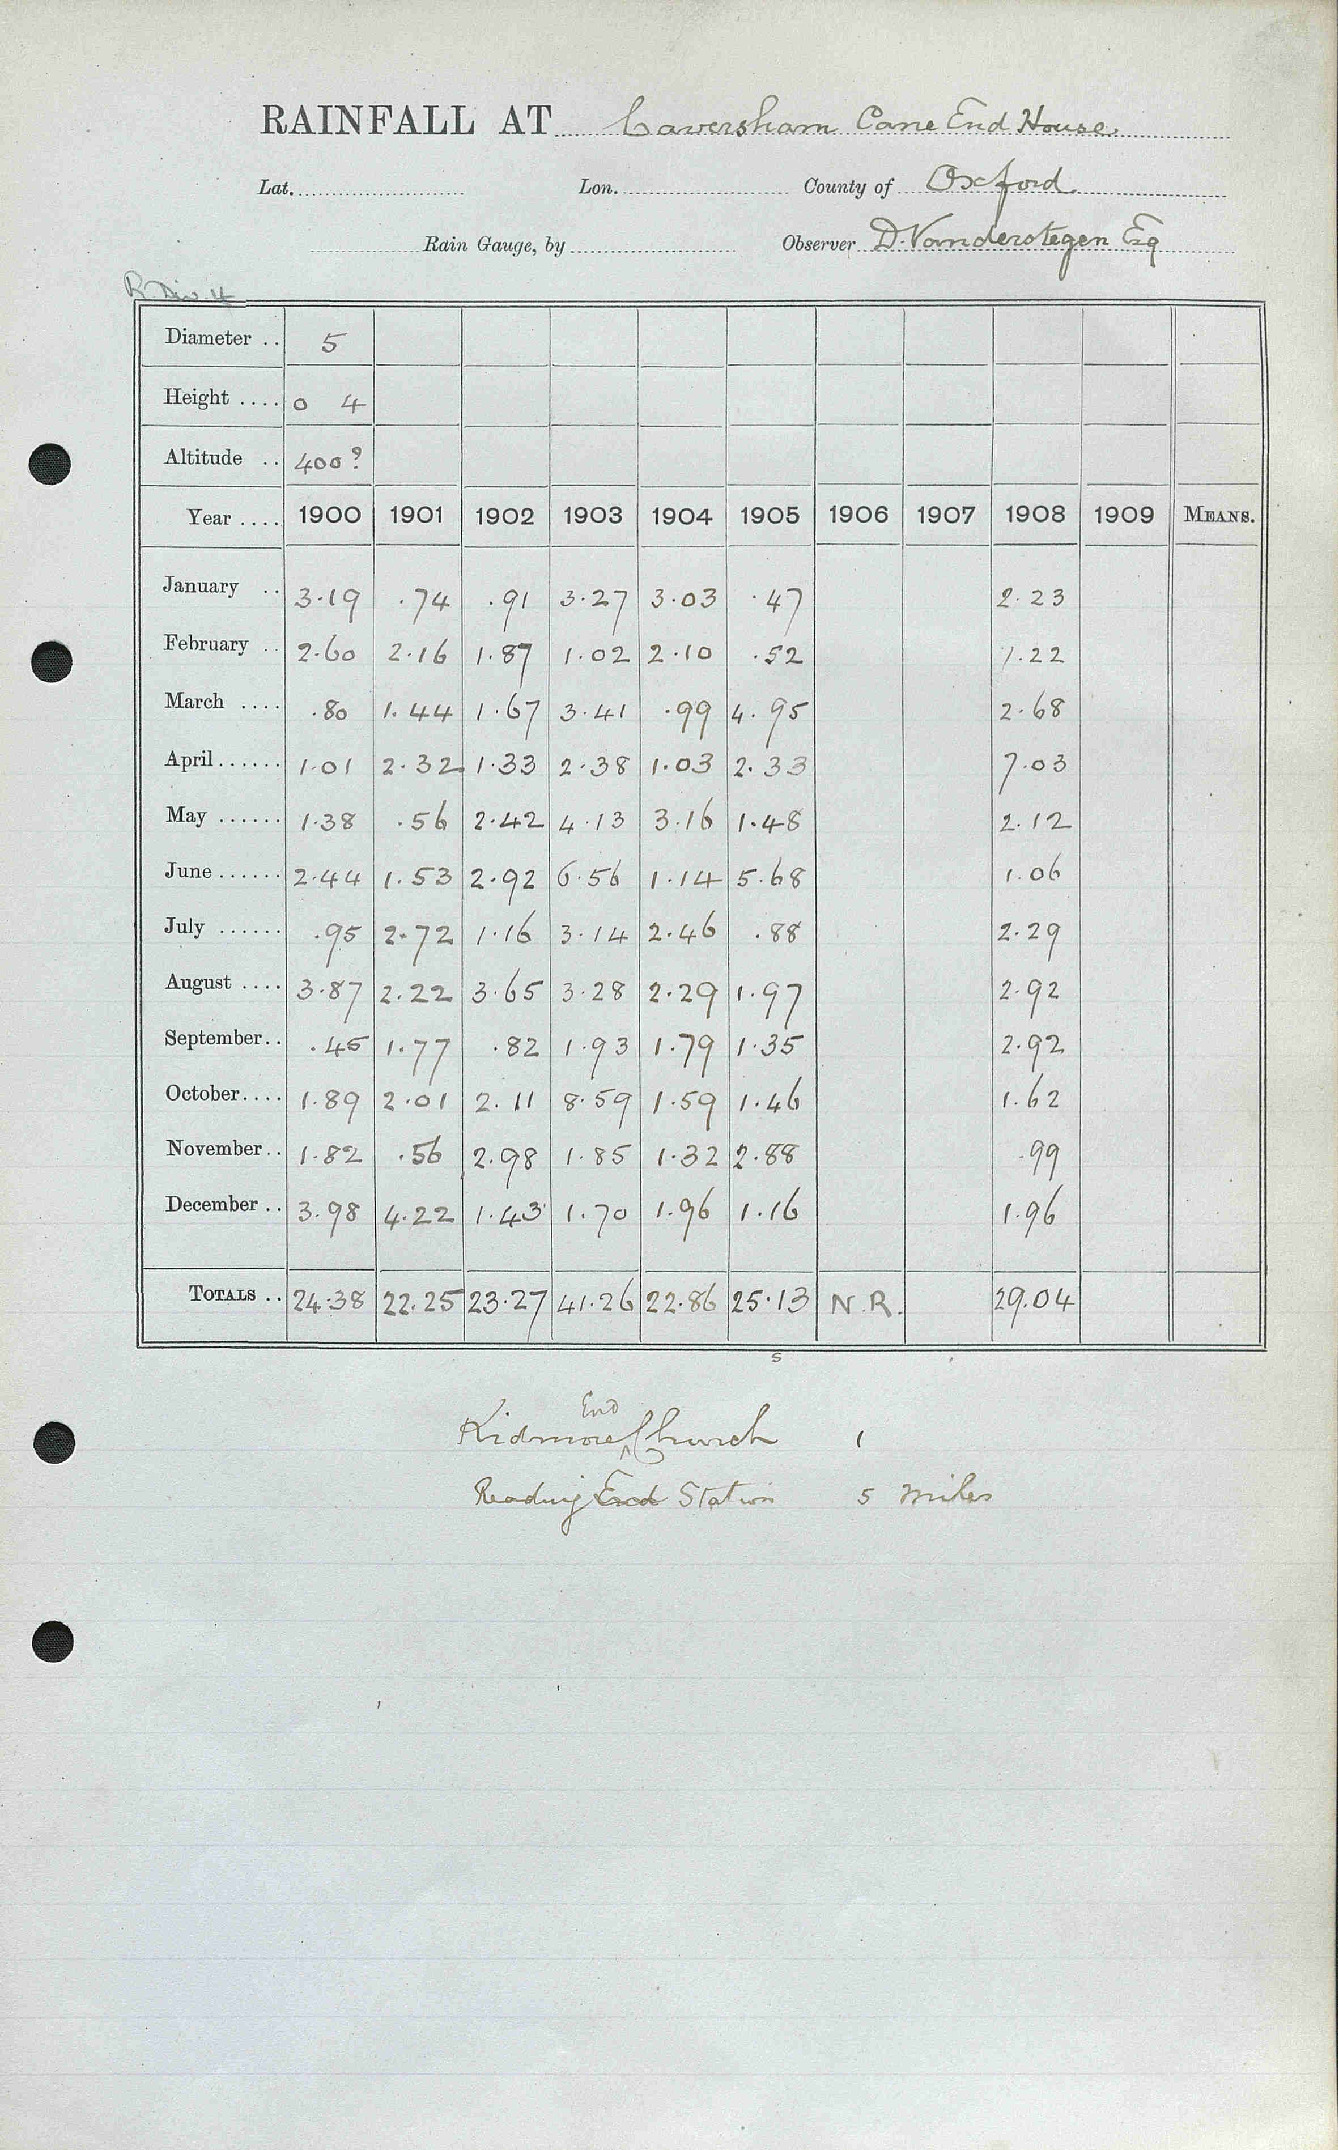 RAINFALL AT Caversham Cane End House.
Lat. Lon. County of Oxford.
Rain Gauge, by Observer D. Vanderstegen Esq
R. Div. 4
Diameter .. 5
Height .... 0 4
Altitude .. 400?
Year .... 1900 1901 1902 1903 1904 1905 1906 1907 1908 1909 MEANS.
January .. 3.19 .74 .91 3.27 3.03 .47 2.23
February .. 2.60 2.16 1.87 1.02 2.10 .52 1.22
March .... .80 1.44 1.67 3.41 .99 4.95 2.68
April...... 1.01 2.32 1.33 2.38 1.03 2.33 7.03
May ...... 1.38 .56 2.42 4.13 3.16 1.48 2.12
June ...... 2.44 1.53 2.92 6.56 1.14 5.68 1.06
July ...... .95 2.72 1.16 3.14 2.46 .88 2.29
August .... 3.87 2.22 3.65 3.28 2.29 1.97 2.92
September.. .45 1.77 .82 1.93 1.79 1.35 2.92
October.... 1.89 2.01 2.11 8.59 1.59 1.46 1.62
November.. 1.82 .56 2.98 1.85 1.32 2.88 .99
December .. 3.98 4.22 1.43 1.70 1.96 1.16 1.96
TOTALS .. 24.38 22.25 23.27 41.26 22.86 25.13 N.R. 29.04
s
Kidmore End Church 1
Reading End Station 5 miles